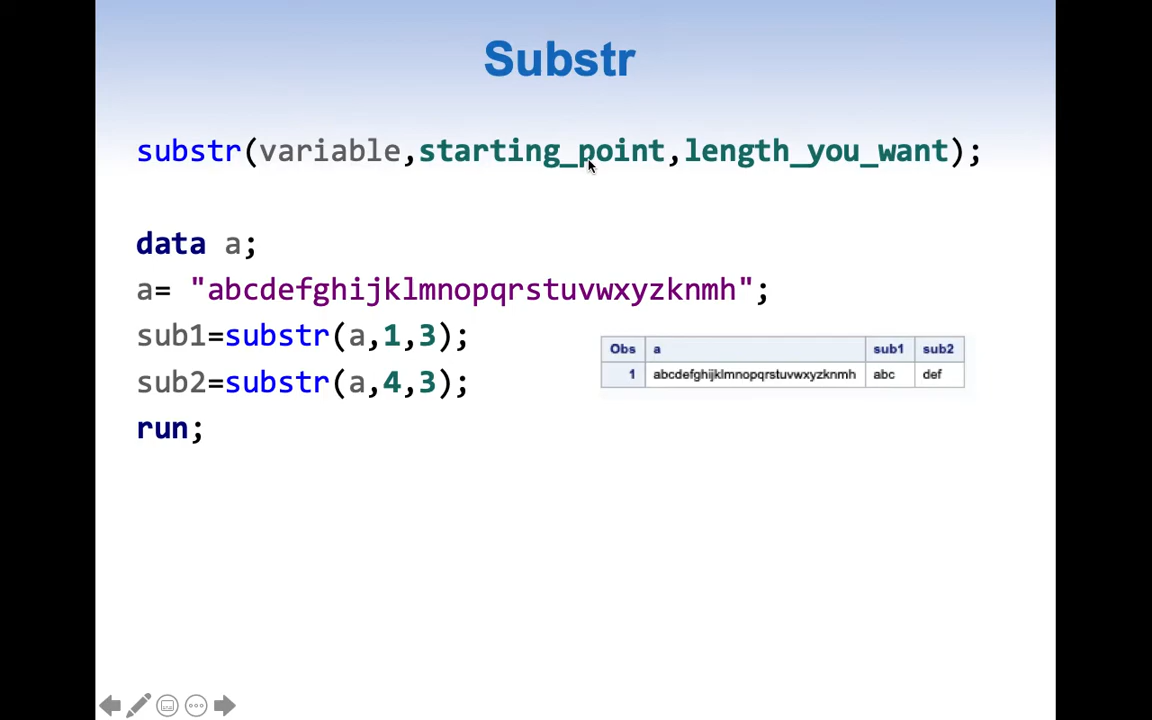 Substr
substr(variable,starting_point,length_you_want);
data a;
a= "abcdefghijklmnopqrstuvwxyzknmh";
sub1=substr(a,1,3);
sub2=substr(a,4,3);
run;
Obs a sub1 sub2
1 abcdefghijklmnopqrstuvwxyzknmh abc def